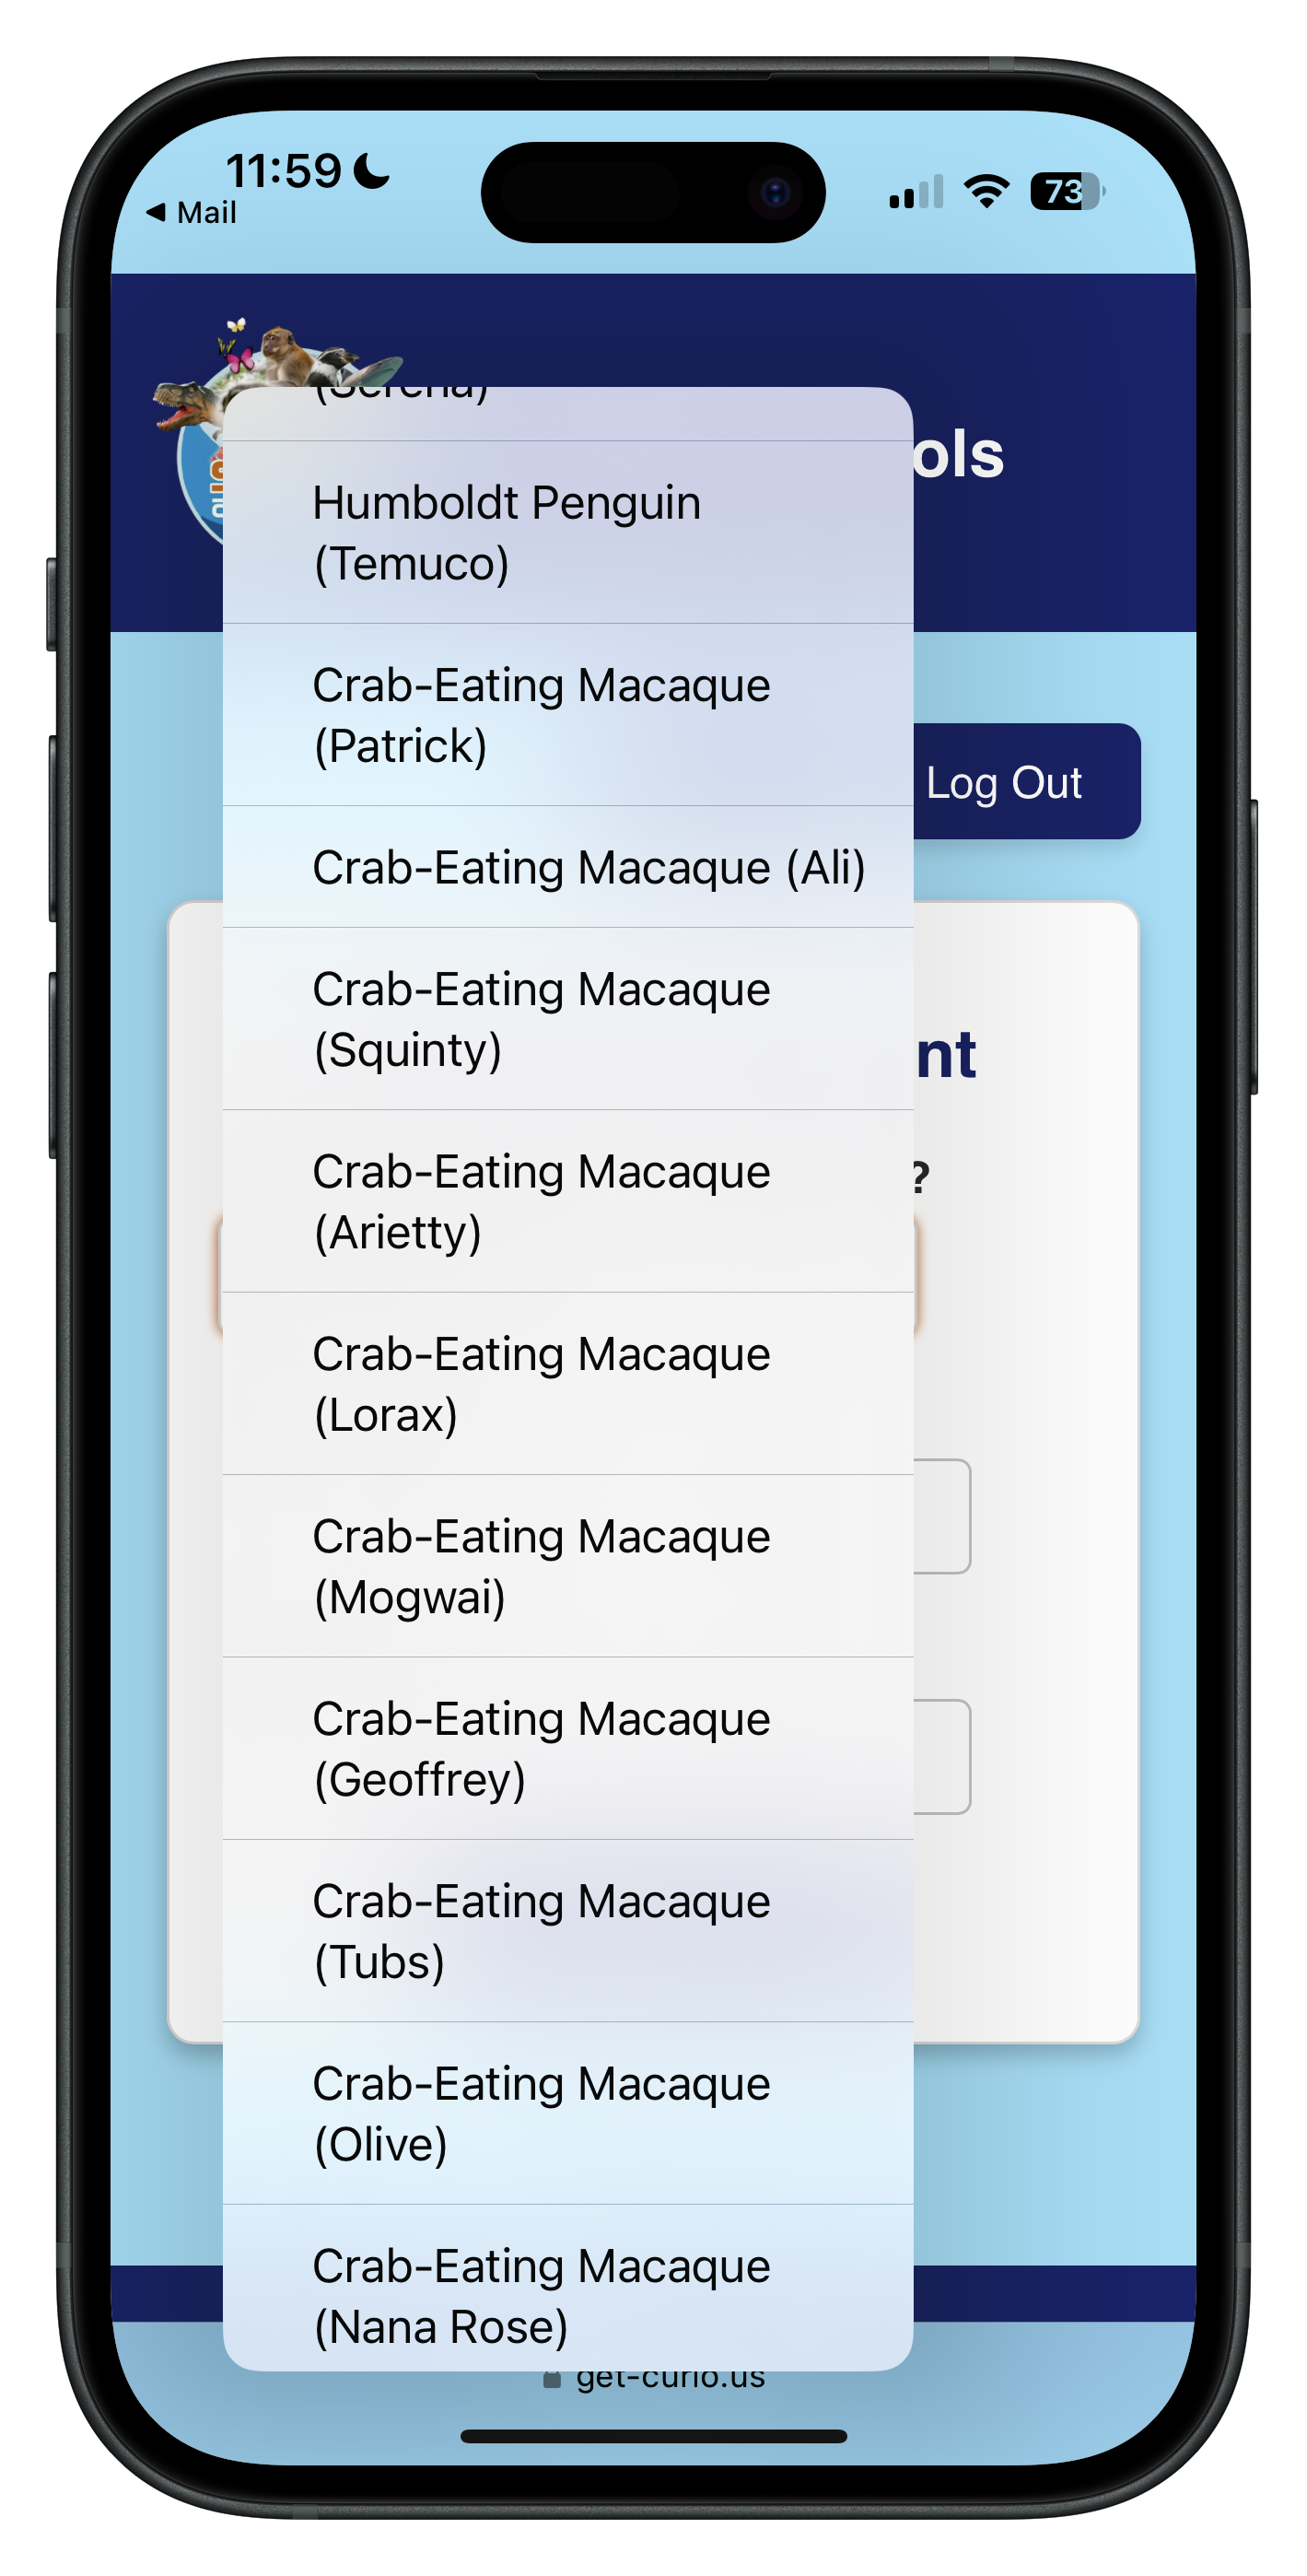 11:59
Mail
73
(Serena)
ols
Humboldt Penguin
(Temuco)
Crab-Eating Macaque
(Patrick)
Log Out
Crab-Eating Macaque (Ali)
Crab-Eating Macaque
(Squinty)
nt
Crab-Eating Macaque
(Arietty)
?
Crab-Eating Macaque
(Lorax)
Crab-Eating Macaque
(Mogwai)
Crab-Eating Macaque
(Geoffrey)
Crab-Eating Macaque
(Tubs)
Crab-Eating Macaque
(Olive)
Crab-Eating Macaque
(Nana Rose)
get-curio.us